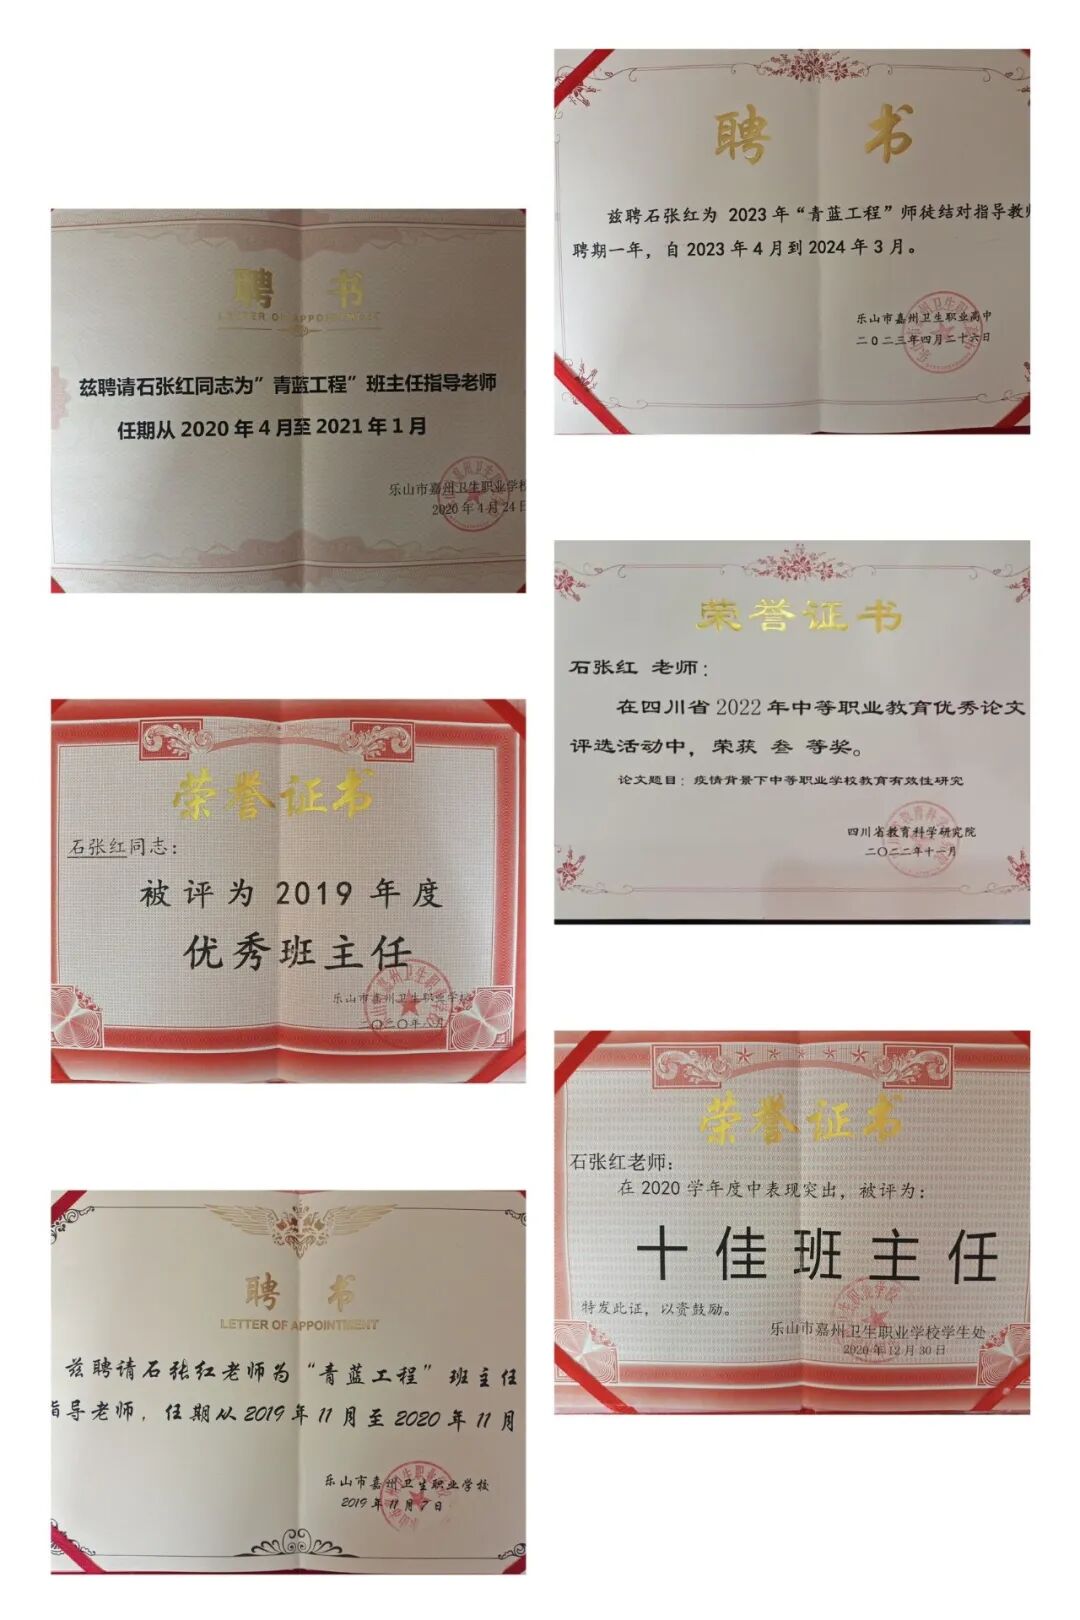 聘 书
LETTER OF APPOINTMENT
兹聘请石张红同志为”青蓝工程”班主任指导老师
任期从2020年4月至2021年1月
乐山市嘉州卫生职业学校
2020年4月24日
荣誉证书
石张红同志：
被评为2019年度
优秀班主任
乐山市嘉州卫生职业学校
二〇二〇年八月
聘 书
LETTER OF APPOINTMENT
兹聘请石张红老师为“青蓝工程”班主任
指导老师，任期从2019年11月至2020年11月
乐山市嘉州卫生职业学校
2019年11月7日
聘 书
兹聘石张红为 2023年“青蓝工程”师徒结对指导教师
聘期一年，自2023年4月到2024年3月。
乐山市嘉州卫生职业高中
二0二三年四月二十六日
荣誉证书
石张红 老师：
在四川省2022年中等职业教育优秀论文
评选活动中，荣获 叁 等奖。
论文题目：疫情背景下中等职业学校教育有效性研究
四川省教育科学研究院
二〇二二年十一月
荣誉证书
石张红老师：
在2020学年度中表现突出，被评为：
十佳班主任
特发此证，以资鼓励。
乐山市嘉州卫生职业学校学生处
2020年12月30日